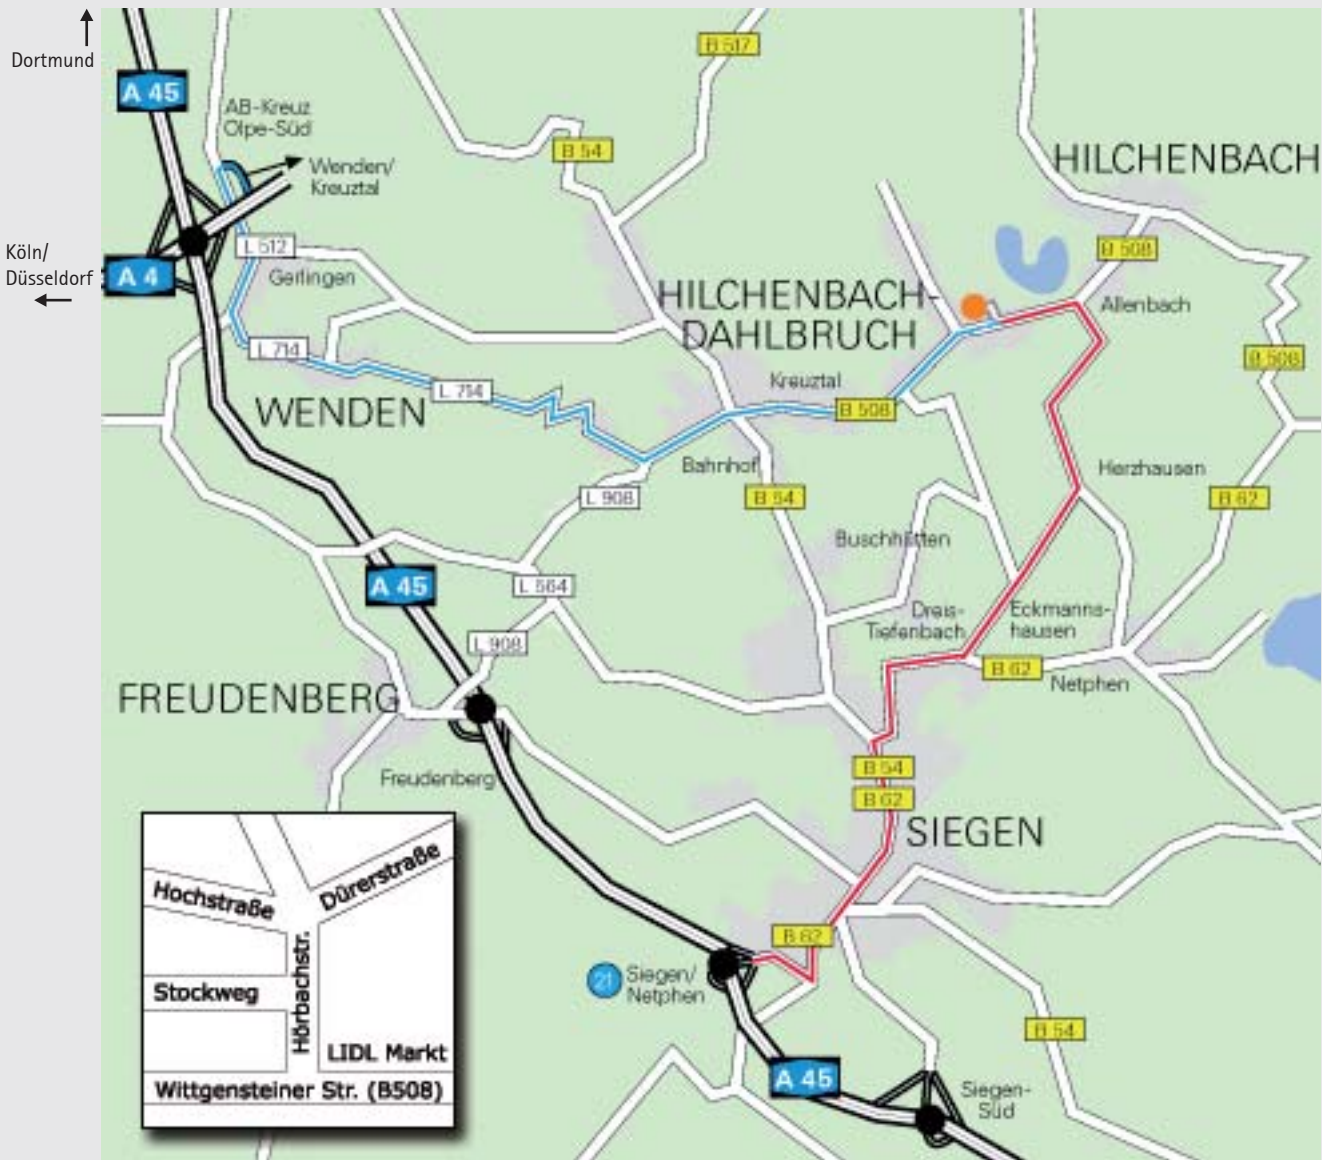 Dortmund
A 45
AB-Kreuz
Olpe-Süd
Wenden/
Kreuztal
Köln/
Düsseldorf
A 4
L 512
Gerlingen
B 517
B 54
HILCHENBACH
B 508
HILCHENBACH-
DAHLBRUCH
Allenbach
L 714
L 714
WENDEN
Kreuztal
B 508
B 508
Bahnhof
L 908
B 54
Herzhausen
B 62
Buschhütten
A 45
L 564
L 908
Dreis-
Tiefenbach
Eckmanns-
hausen
B 62
Netphen
FREUDENBERG
Freudenberg
B 54
B 62
SIEGEN
B 62
21
Siegen/
Netphen
B 54
A 45
Siegen-
Süd
Hochstraße
Dürerstraße
Hörbachstr.
Stockweg
LIDL Markt
Wittgensteiner Str. (B508)